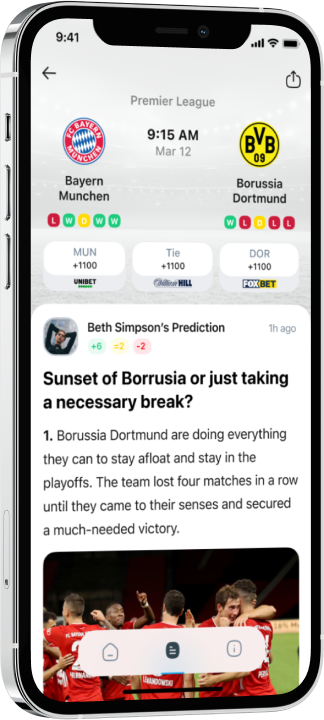 9:41
Premier League
FC BAYERN
MÜNCHEN
9:15 AM
Mar 12
BVB
09
Bayern
Munchen
Borussia
Dortmund
L W D W W
W L D L L
MUN
+1100
Tie
+1100
DOR
+1100
UNIBET
William HILL
FOXBET
Beth Simpson's Prediction
1h ago
+6 =2 -2
Sunset of Borrusia or just taking
a necessary break?
1. Borussia Dortmund are doing everything
they can to stay afloat and stay in the
playoffs. The team lost four matches in a row
until they came to their senses and secured
a much-needed victory.
LEWANDOWSKI